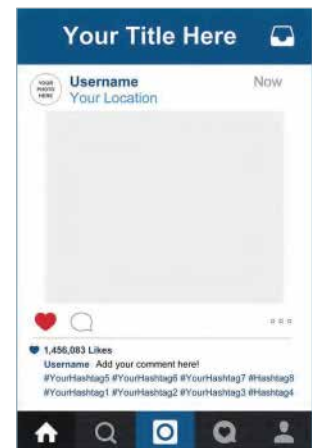 Your Title Here
YOUR
PHOTO
HERE
Username Now
Your Location
1,456,083 Likes
Username Add your comment here!
#YourHashtag5 #YourHashtag6 #YourHashtag7 #Hashtag8
#YourHashtag1 #YourHashtag2 #YourHashtag3 #Hashtag4